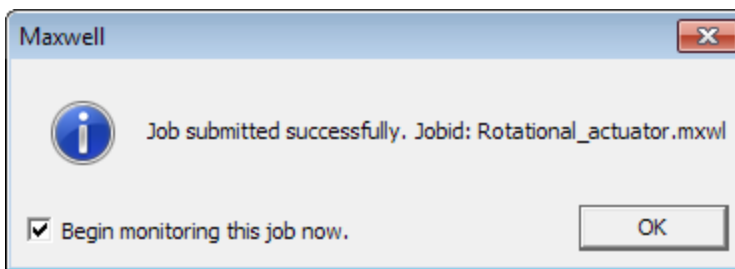 Maxwell
Job submitted successfully. Jobid: Rotational_actuator.mxwl
Begin monitoring this job now.
OK